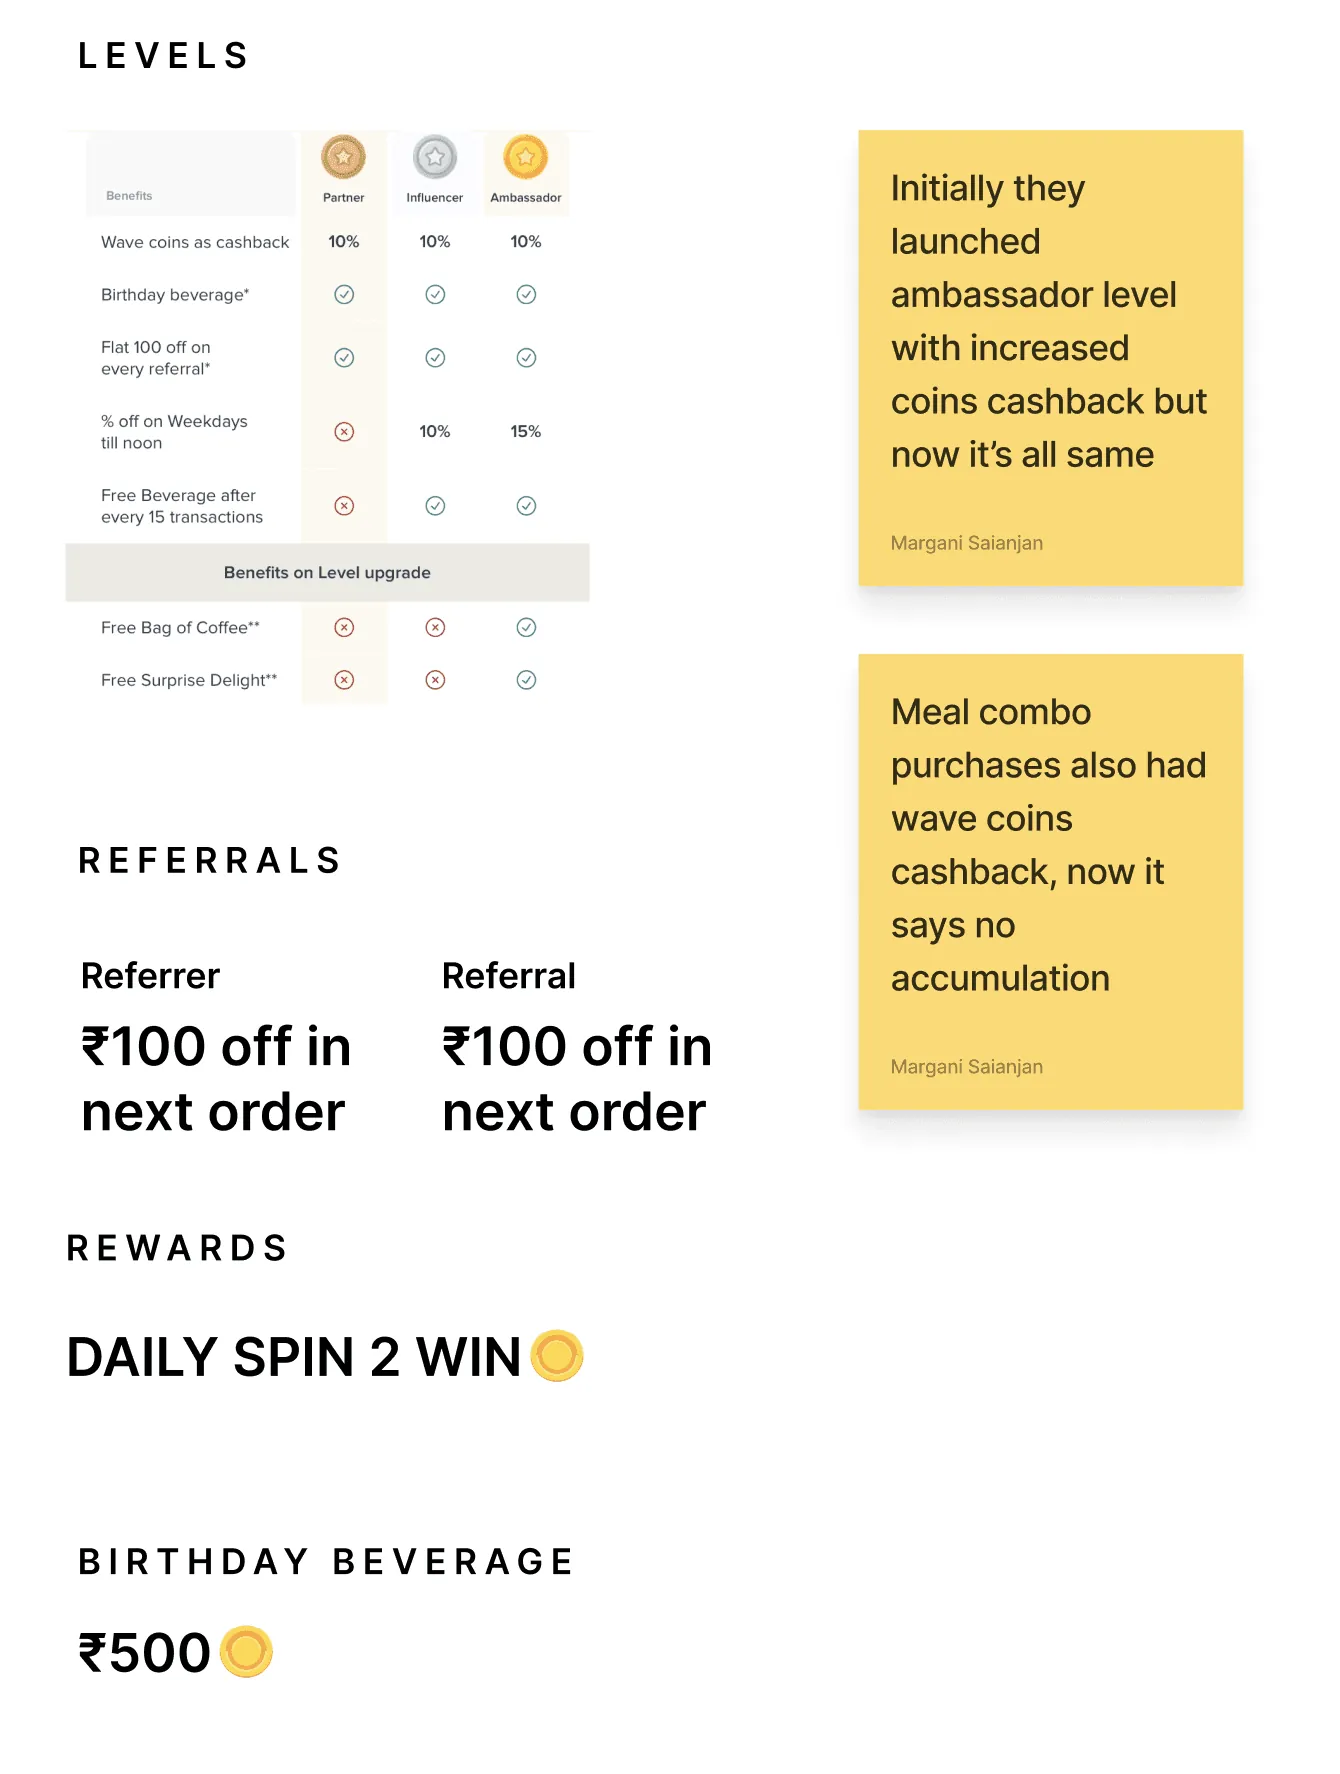 LEVELS
Benefits
Partner
Influencer
Ambassador
Wave coins as cashback 10% 10% 10%
Birthday beverage*
Flat 100 off on
every referral*
% off on Weekdays
till noon
10% 15%
Free Beverage after
every 15 transactions
Benefits on Level upgrade
Free Bag of Coffee**
Free Surprise Delight**
Initially they
launched
ambassador level
with increased
coins cashback but
now it’s all same
Margani Saianjan
Meal combo
purchases also had
wave coins
cashback, now it
says no
accumulation
Margani Saianjan
REFERRALS
Referrer
₹100 off in
next order
Referral
₹100 off in
next order
REWARDS
DAILY SPIN 2 WIN
BIRTHDAY BEVERAGE
₹500